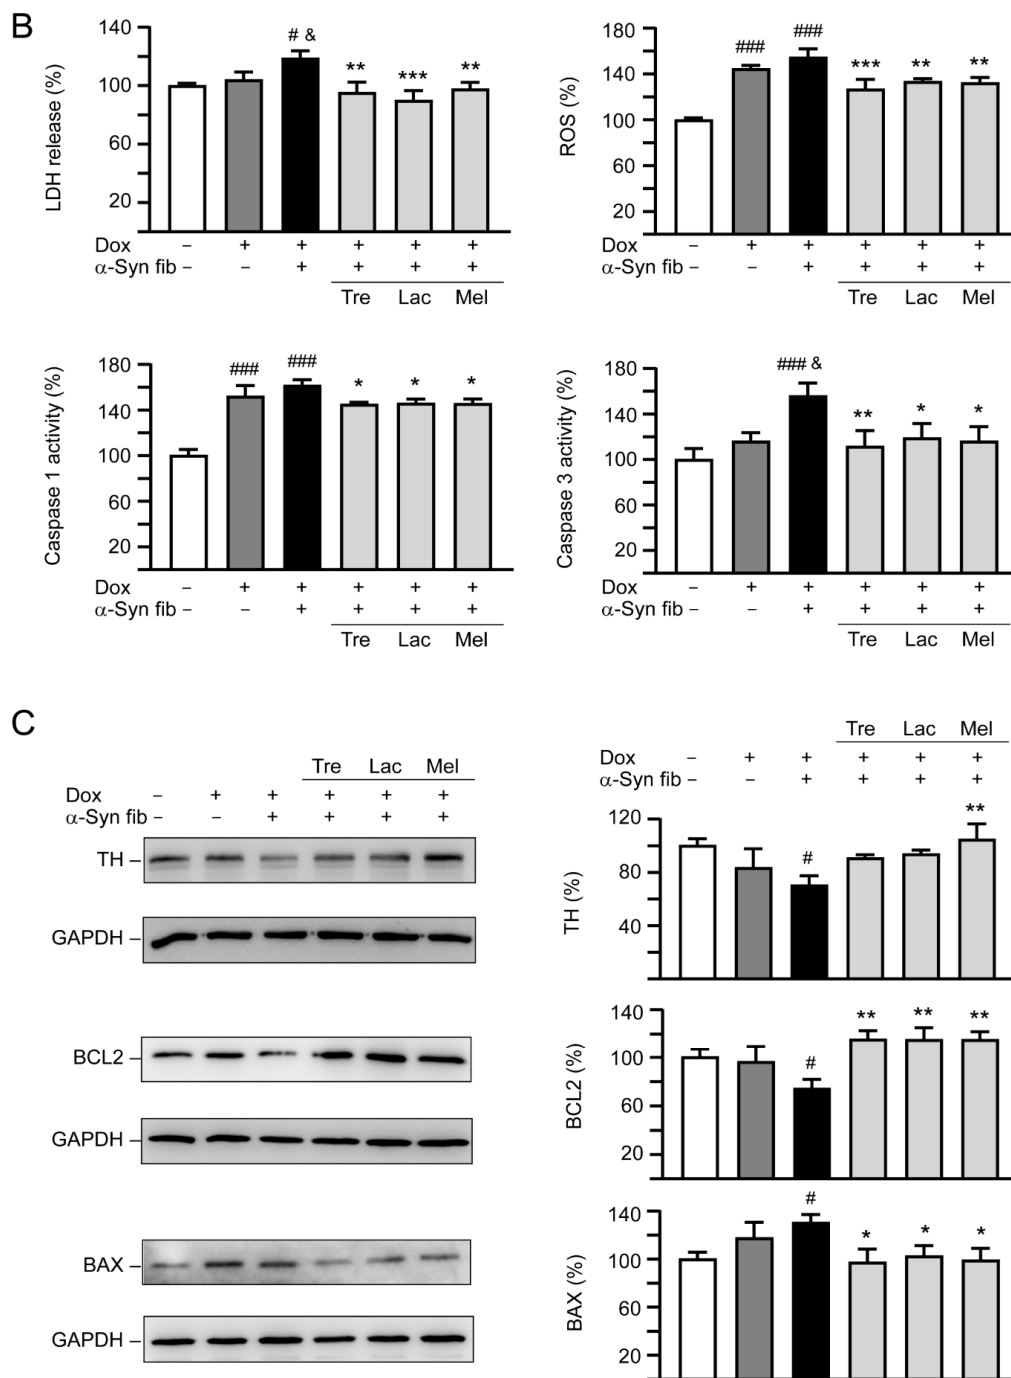 B
LDH release (%)
140
100
60
20
# &
** *** **
Dox – + + + + +
α-Syn fib – – + + + +
Tre Lac Mel
ROS (%)
180
140
100
60
20
### ### *** ** **
Dox – + + + + +
α-Syn fib – – + + + +
Tre Lac Mel
Caspase 1 activity (%)
180
140
100
60
20
### ### * * *
Dox – + + + + +
α-Syn fib – – + + + +
Tre Lac Mel
Caspase 3 activity (%)
180
140
100
60
20
### & ** * *
Dox – + + + + +
α-Syn fib – – + + + +
Tre Lac Mel
C
Tre Lac Mel
Dox – + + + + +
α-Syn fib – – + + + +
TH –
GAPDH –
BCL2 –
GAPDH –
BAX –
GAPDH –
Tre Lac Mel
Dox – + + + + +
α-Syn fib – – + + + +
TH (%)
120
80
40
# **
BCL2 (%)
140
100
60
20
# ** ** **
BAX (%)
140
100
60
20
# * * *